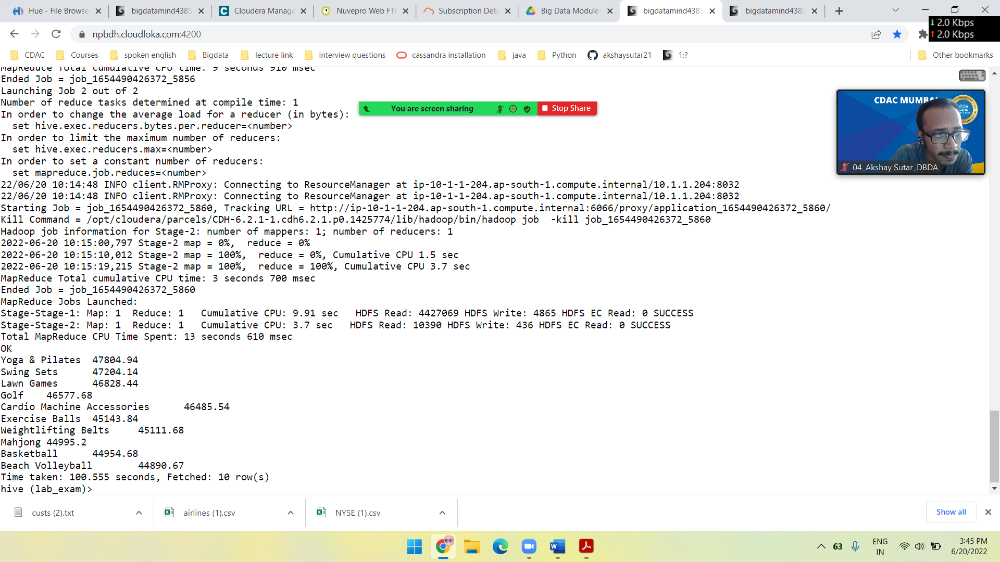 Hue - File Browse
bigdatamind4385
Cloudera Manage
Nuvepro Web FTP
Subscription Deta
Big Data Module
bigdatamind4385
bigdatamind4385
2.0 Kbps
2.0 Kbps
npbdh.cloudloka.com:4200
CDAC
Courses
spoken english
Bigdata
lecture link
interview questions
cassandra installation
java
Python
akshaysutar21
1;?
Other bookmarks
MapReduce Total cumulative CPU time: 9 seconds 910 msec
Ended Job = job_1654490426372_5856
Launching Job 2 out of 2
Number of reduce tasks determined at compile time: 1
In order to change the average load for a reducer (in bytes):
  set hive.exec.reducers.bytes.per.reducer=<number>
In order to limit the maximum number of reducers:
  set hive.exec.reducers.max=<number>
In order to set a constant number of reducers:
  set mapreduce.job.reduces=<number>
22/06/20 10:14:48 INFO client.RMProxy: Connecting to ResourceManager at ip-10-1-1-204.ap-south-1.compute.internal/10.1.1.204:8032
22/06/20 10:14:48 INFO client.RMProxy: Connecting to ResourceManager at ip-10-1-1-204.ap-south-1.compute.internal/10.1.1.204:8032
Starting Job = job_1654490426372_5860, Tracking URL = http://ip-10-1-1-204.ap-south-1.compute.internal:6066/proxy/application_1654490426372_5860/
Kill Command = /opt/cloudera/parcels/CDH-6.2.1-1.cdh6.2.1.p0.1425774/lib/hadoop/bin/hadoop job  -kill job_1654490426372_5860
Hadoop job information for Stage-2: number of mappers: 1; number of reducers: 1
2022-06-20 10:15:00,797 Stage-2 map = 0%,  reduce = 0%
2022-06-20 10:15:10,012 Stage-2 map = 100%,  reduce = 0%, Cumulative CPU 1.5 sec
2022-06-20 10:15:19,215 Stage-2 map = 100%,  reduce = 100%, Cumulative CPU 3.7 sec
MapReduce Total cumulative CPU time: 3 seconds 700 msec
Ended Job = job_1654490426372_5860
MapReduce Jobs Launched:
Stage-Stage-1: Map: 1  Reduce: 1   Cumulative CPU: 9.91 sec   HDFS Read: 4427069 HDFS Write: 4865 HDFS EC Read: 0 SUCCESS
Stage-Stage-2: Map: 1  Reduce: 1   Cumulative CPU: 3.7 sec   HDFS Read: 10390 HDFS Write: 436 HDFS EC Read: 0 SUCCESS
Total MapReduce CPU Time Spent: 13 seconds 610 msec
OK
Yoga & Pilates  47804.94
Swing Sets      47204.14
Lawn Games      46828.44
Golf    46577.68
Cardio Machine Accessories      46485.54
Exercise Balls  45143.84
Weightlifting Belts     45111.68
Mahjong 44995.2
Basketball      44954.68
Beach Volleyball        44890.67
Time taken: 100.555 seconds, Fetched: 10 row(s)
hive (lab_exam)>
You are screen sharing
Stop Share
CDAC MUMBAI
CDAC
04_Akshay Sutar_DBDA
custs (2).txt
airlines (1).csv
NYSE (1).csv
Show all
63
ENG
IN
3:45 PM
6/20/2022